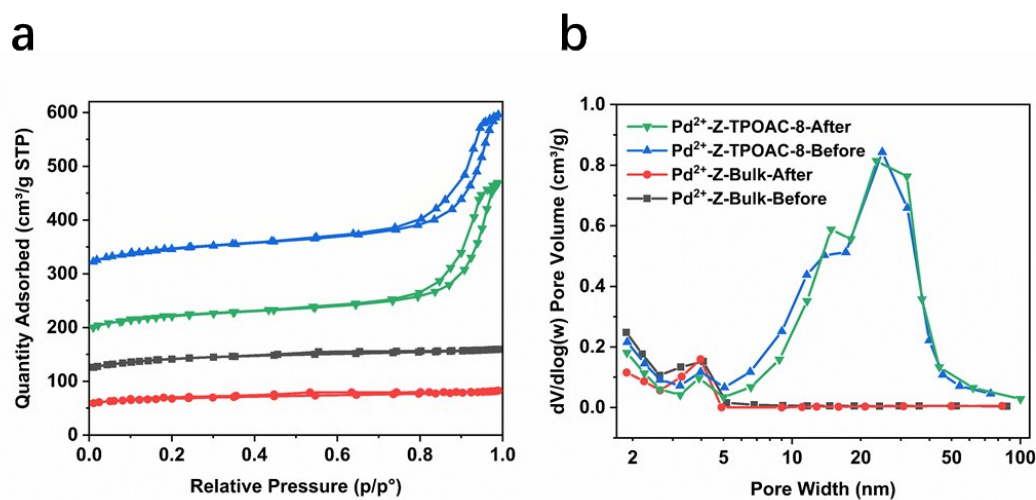 a
600
500
400
300
200
100
0
Quantity Adsorbed (cm³/g STP)
0.0 0.2 0.4 0.6 0.8 1.0
Relative Pressure (p/p°)
b
1.0
0.8
0.6
0.4
0.2
0.0
dV/dlog(w) Pore Volume (cm³/g)
Pd²⁺-Z-TPOAC-8-After
Pd²⁺-Z-TPOAC-8-Before
Pd²⁺-Z-Bulk-After
Pd²⁺-Z-Bulk-Before
2 5 10 20 50 100
Pore Width (nm)